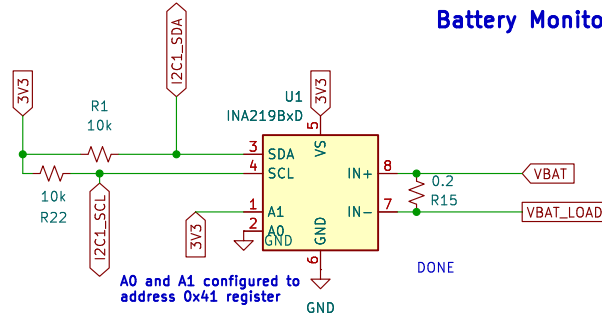 Battery Monito
I2C1_SDA
3V3
R1
10k
U1
INA219BxD
3V3
5
VS
3
SDA
4
SCL
8
IN+
VBAT
0.2
R15
10k
R22
I2C1_SCL
1
A1
7
IN-
VBAT_LOAD
3V3
2
A0
GND
GND
6
DONE
A0 and A1 configured to
address 0x41 register
GND